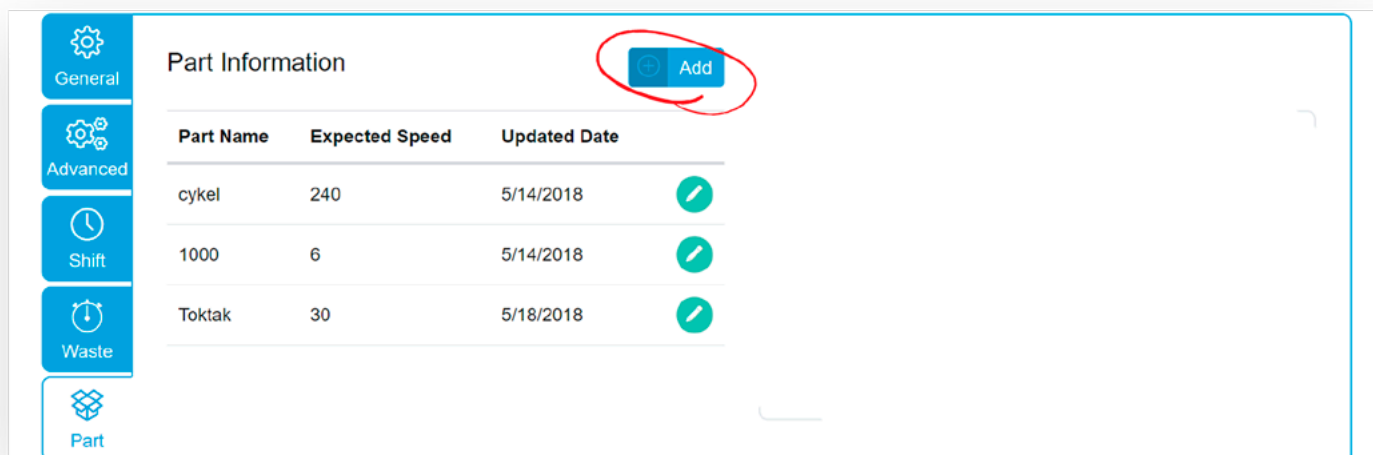 General
Part Information
Add
Advanced
Part Name Expected Speed Updated Date
cykel 240 5/14/2018
Shift
1000 6 5/14/2018
Toktak 30 5/18/2018
Waste
Part